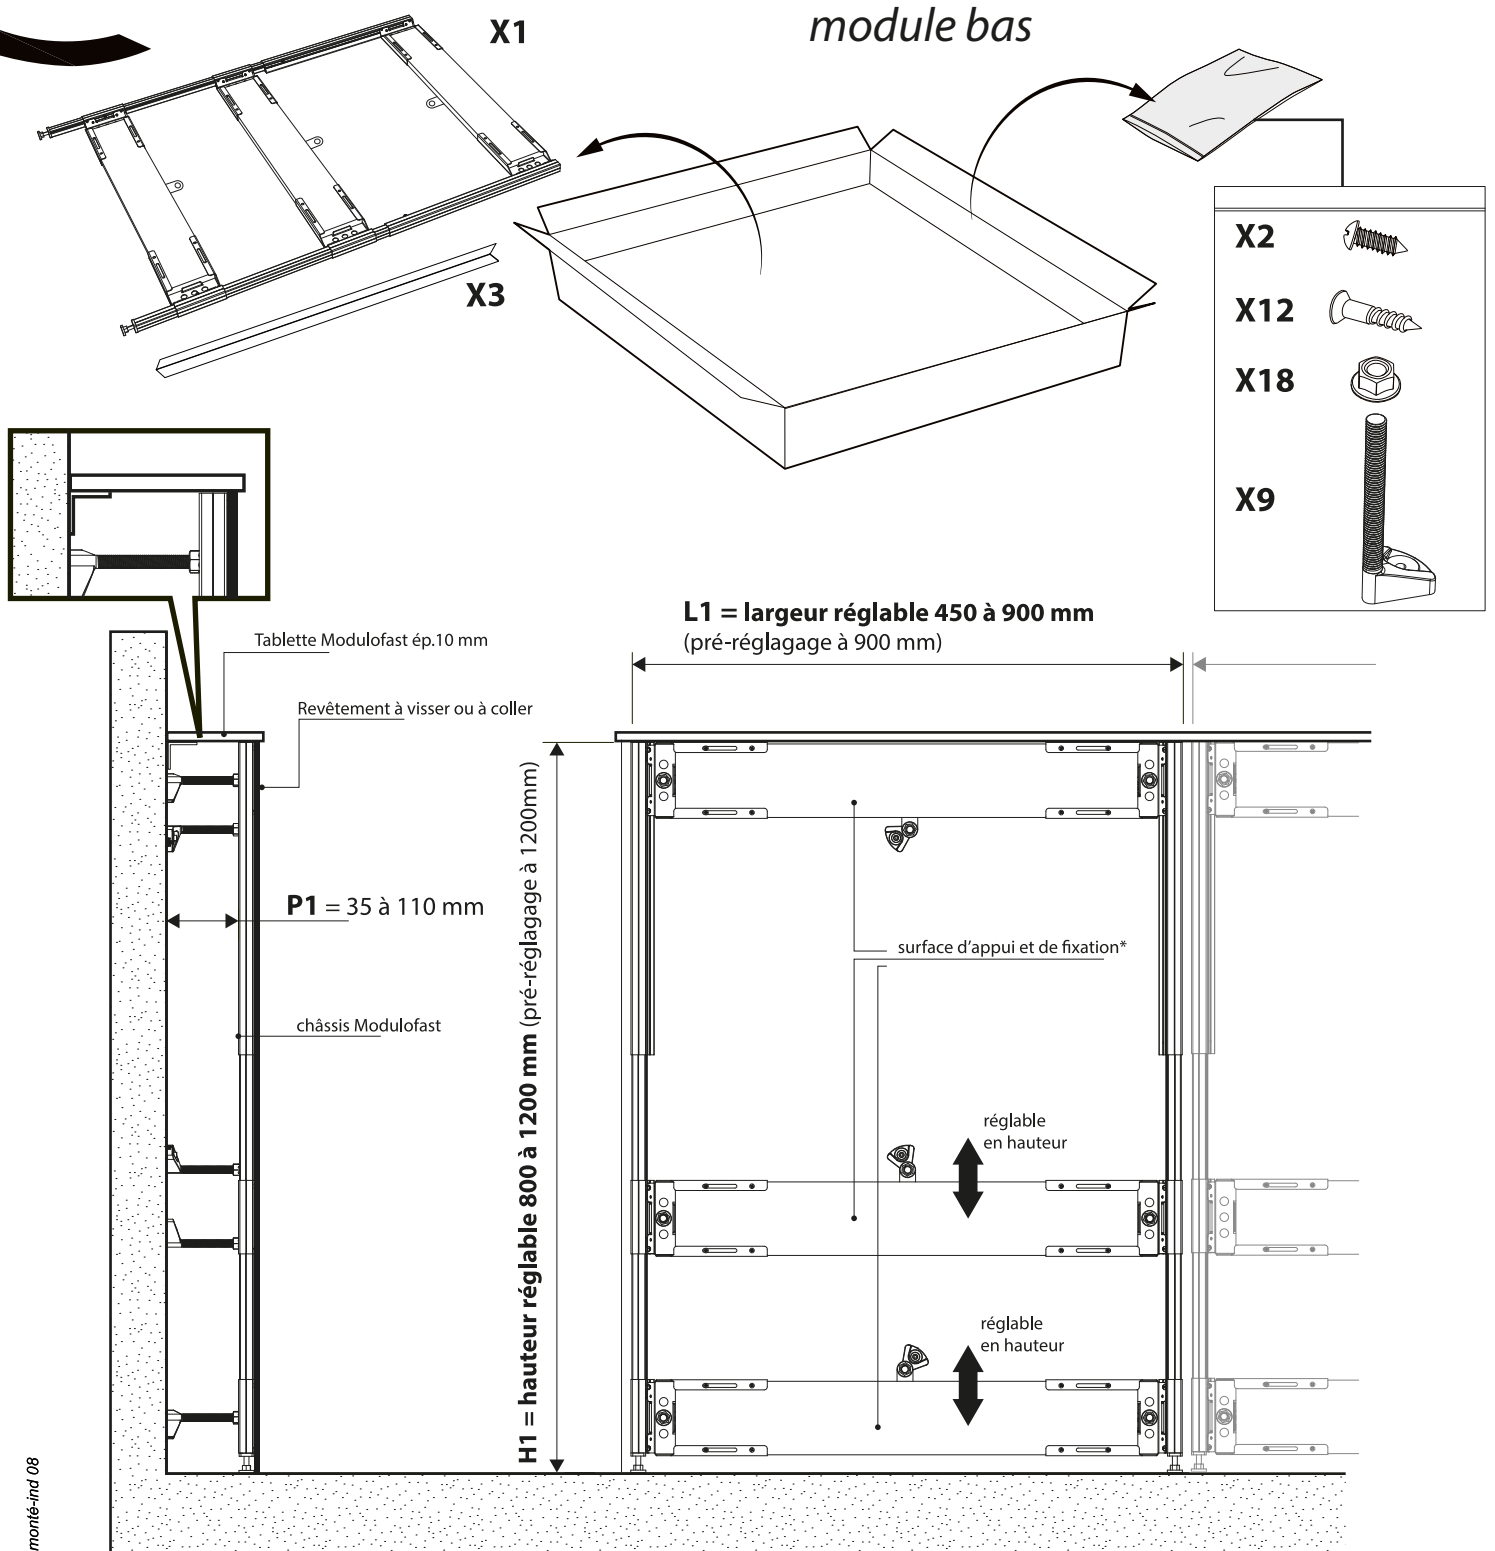 X1
module bas
X3
X2
X12
X18
X9
L1 = largeur réglable 450 à 900 mm
(pré-réglagage à 900 mm)
Tablette Modulofast ép.10 mm
Revêtement à visser ou à coller
P1 = 35 à 110 mm
châssis Modulofast
H1 = hauteur réglable 800 à 1200 mm (pré-réglagage à 1200mm)
surface d'appui et de fixation*
réglable
en hauteur
réglable
en hauteur
monté-ind 08